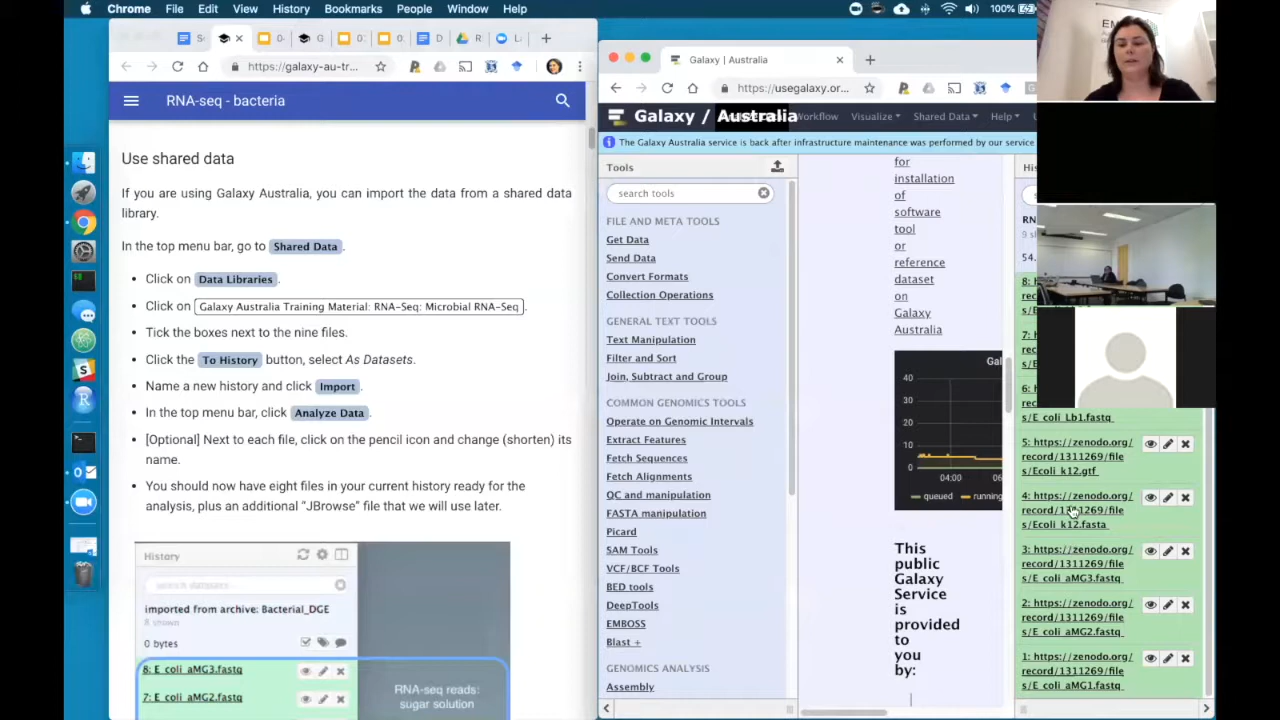 Chrome File Edit View History Bookmarks People Window Help 100%
https://galaxy-au-tr...
RNA-seq - bacteria
Use shared data
If you are using Galaxy Australia, you can import the data from a shared data
library.
In the top menu bar, go to Shared Data.
• Click on Data Libraries.
• Click on Galaxy Australia Training Material: RNA-Seq: Microbial RNA-Seq.
• Tick the boxes next to the nine files.
• Click the To History button, select As Datasets.
• Name a new history and click Import.
• In the top menu bar, click Analyze Data.
• [Optional] Next to each file, click on the pencil icon and change (shorten) its
name.
• You should now have eight files in your current history ready for the
analysis, plus an additional “JBrowse” file that we will use later.
History
imported from archive: Bacterial_DGE
8 shown
0 bytes
8: E_coli_aMG3.fastq
7: E_coli_aMG2.fastq
RNA-seq reads:
sugar solution
Galaxy | Australia
https://usegalaxy.or...
Galaxy / Australia Workflow Visualize Shared Data Help
The Galaxy Australia service is back after infrastructure maintenance was performed by our service
Tools
search tools
FILE AND META TOOLS
Get Data
Send Data
Convert Formats
Collection Operations
GENERAL TEXT TOOLS
Text Manipulation
Filter and Sort
Join, Subtract and Group
COMMON GENOMICS TOOLS
Operate on Genomic Intervals
Extract Features
Fetch Sequences
Fetch Alignments
QC and manipulation
FASTA manipulation
Picard
SAM Tools
VCF/BCF Tools
BED tools
DeepTools
EMBOSS
Blast +
GENOMICS ANALYSIS
Assembly
for
installation
of
software
tool
or
reference
dataset
on
Galaxy
Australia
Gal
40
30
20
10
0
04:00
queued running
This
public
Galaxy
Service
is
provided
to
you
by:
RN
9 s
54.
8:
7:
6:
s/E_coli_Lb1.fastq
5: https://zenodo.org/
record/1311269/file
s/Ecoli_k12.gtf
4: https://zenodo.org/
record/1311269/file
s/Ecoli_k12.fasta
3: https://zenodo.org/
record/1311269/file
s/E_coli_aMG3.fastq
2: https://zenodo.org/
record/1311269/file
s/E_coli_aMG2.fastq
1: https://zenodo.org/
record/1311269/file
s/E_coli_aMG1.fastq